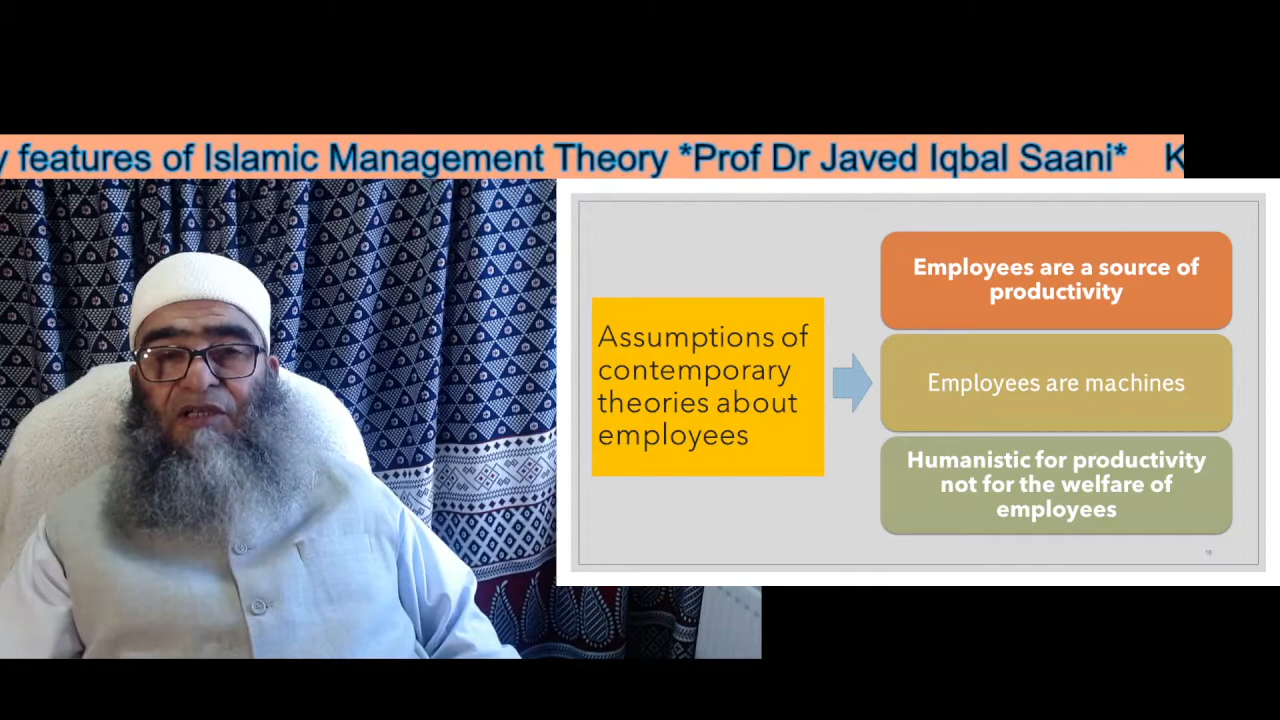 y features of Islamic Management Theory *Prof Dr Javed Iqbal Saani* K
Assumptions of
contemporary
theories about
employees
Employees are a source of
productivity
Employees are machines
Humanistic for productivity
not for the welfare of
employees
18